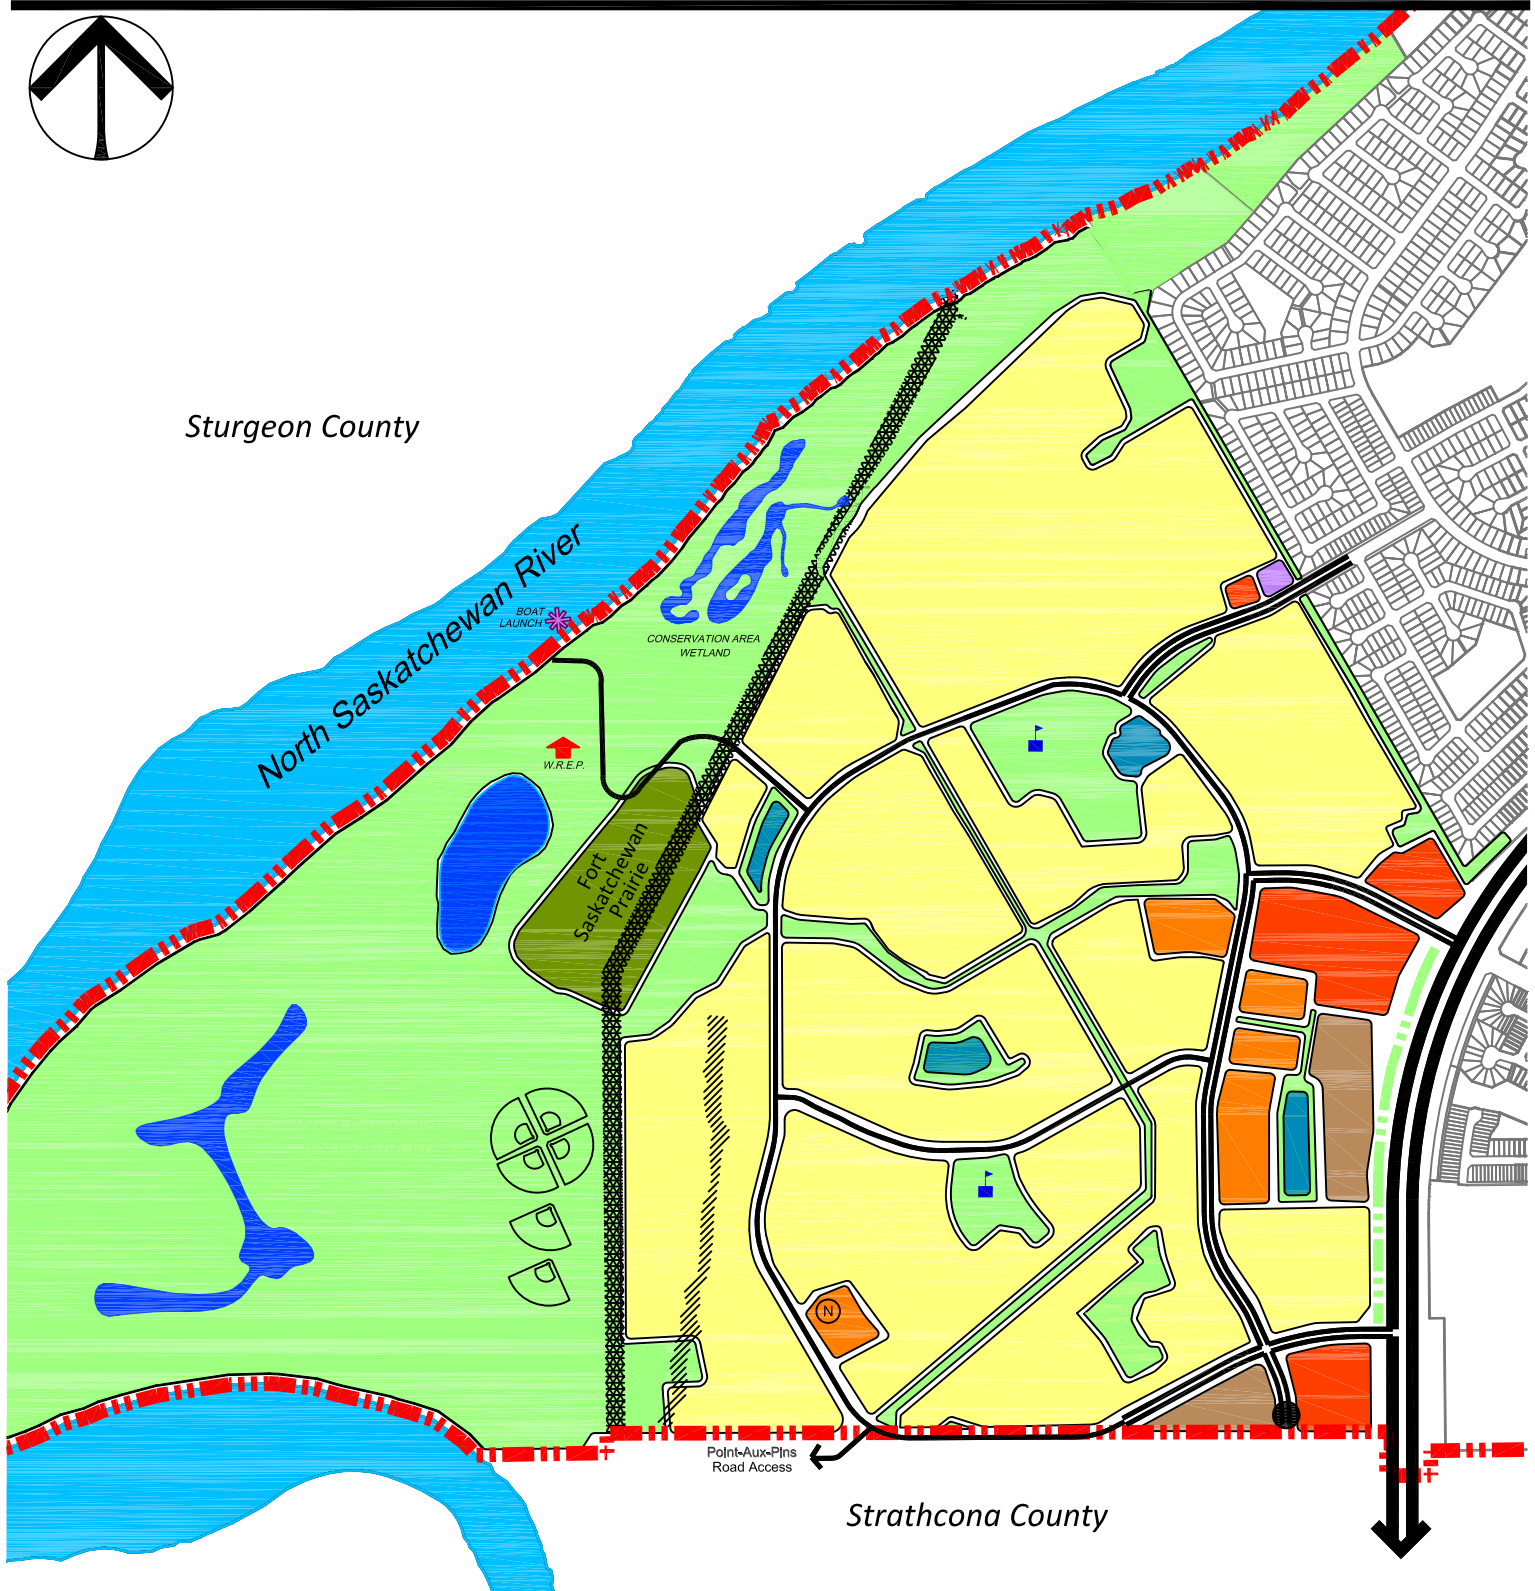 Sturgeon County
North Saskatchewan River
BOAT
LAUNCH
CONSERVATION AREA
WETLAND
W.R.E.P.
Fort
Saskatchewan
Prairie
N
Point-Aux-Pins
Road Access
Strathcona County